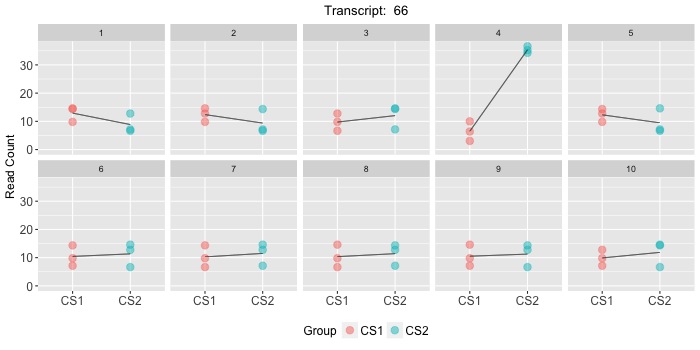 Transcript: 66
1 2 3 4 5
30
20
10
0
Read Count
6 7 8 9 10
30
20
10
0
CS1 CS2 CS1 CS2 CS1 CS2 CS1 CS2 CS1 CS2
Group CS1 CS2